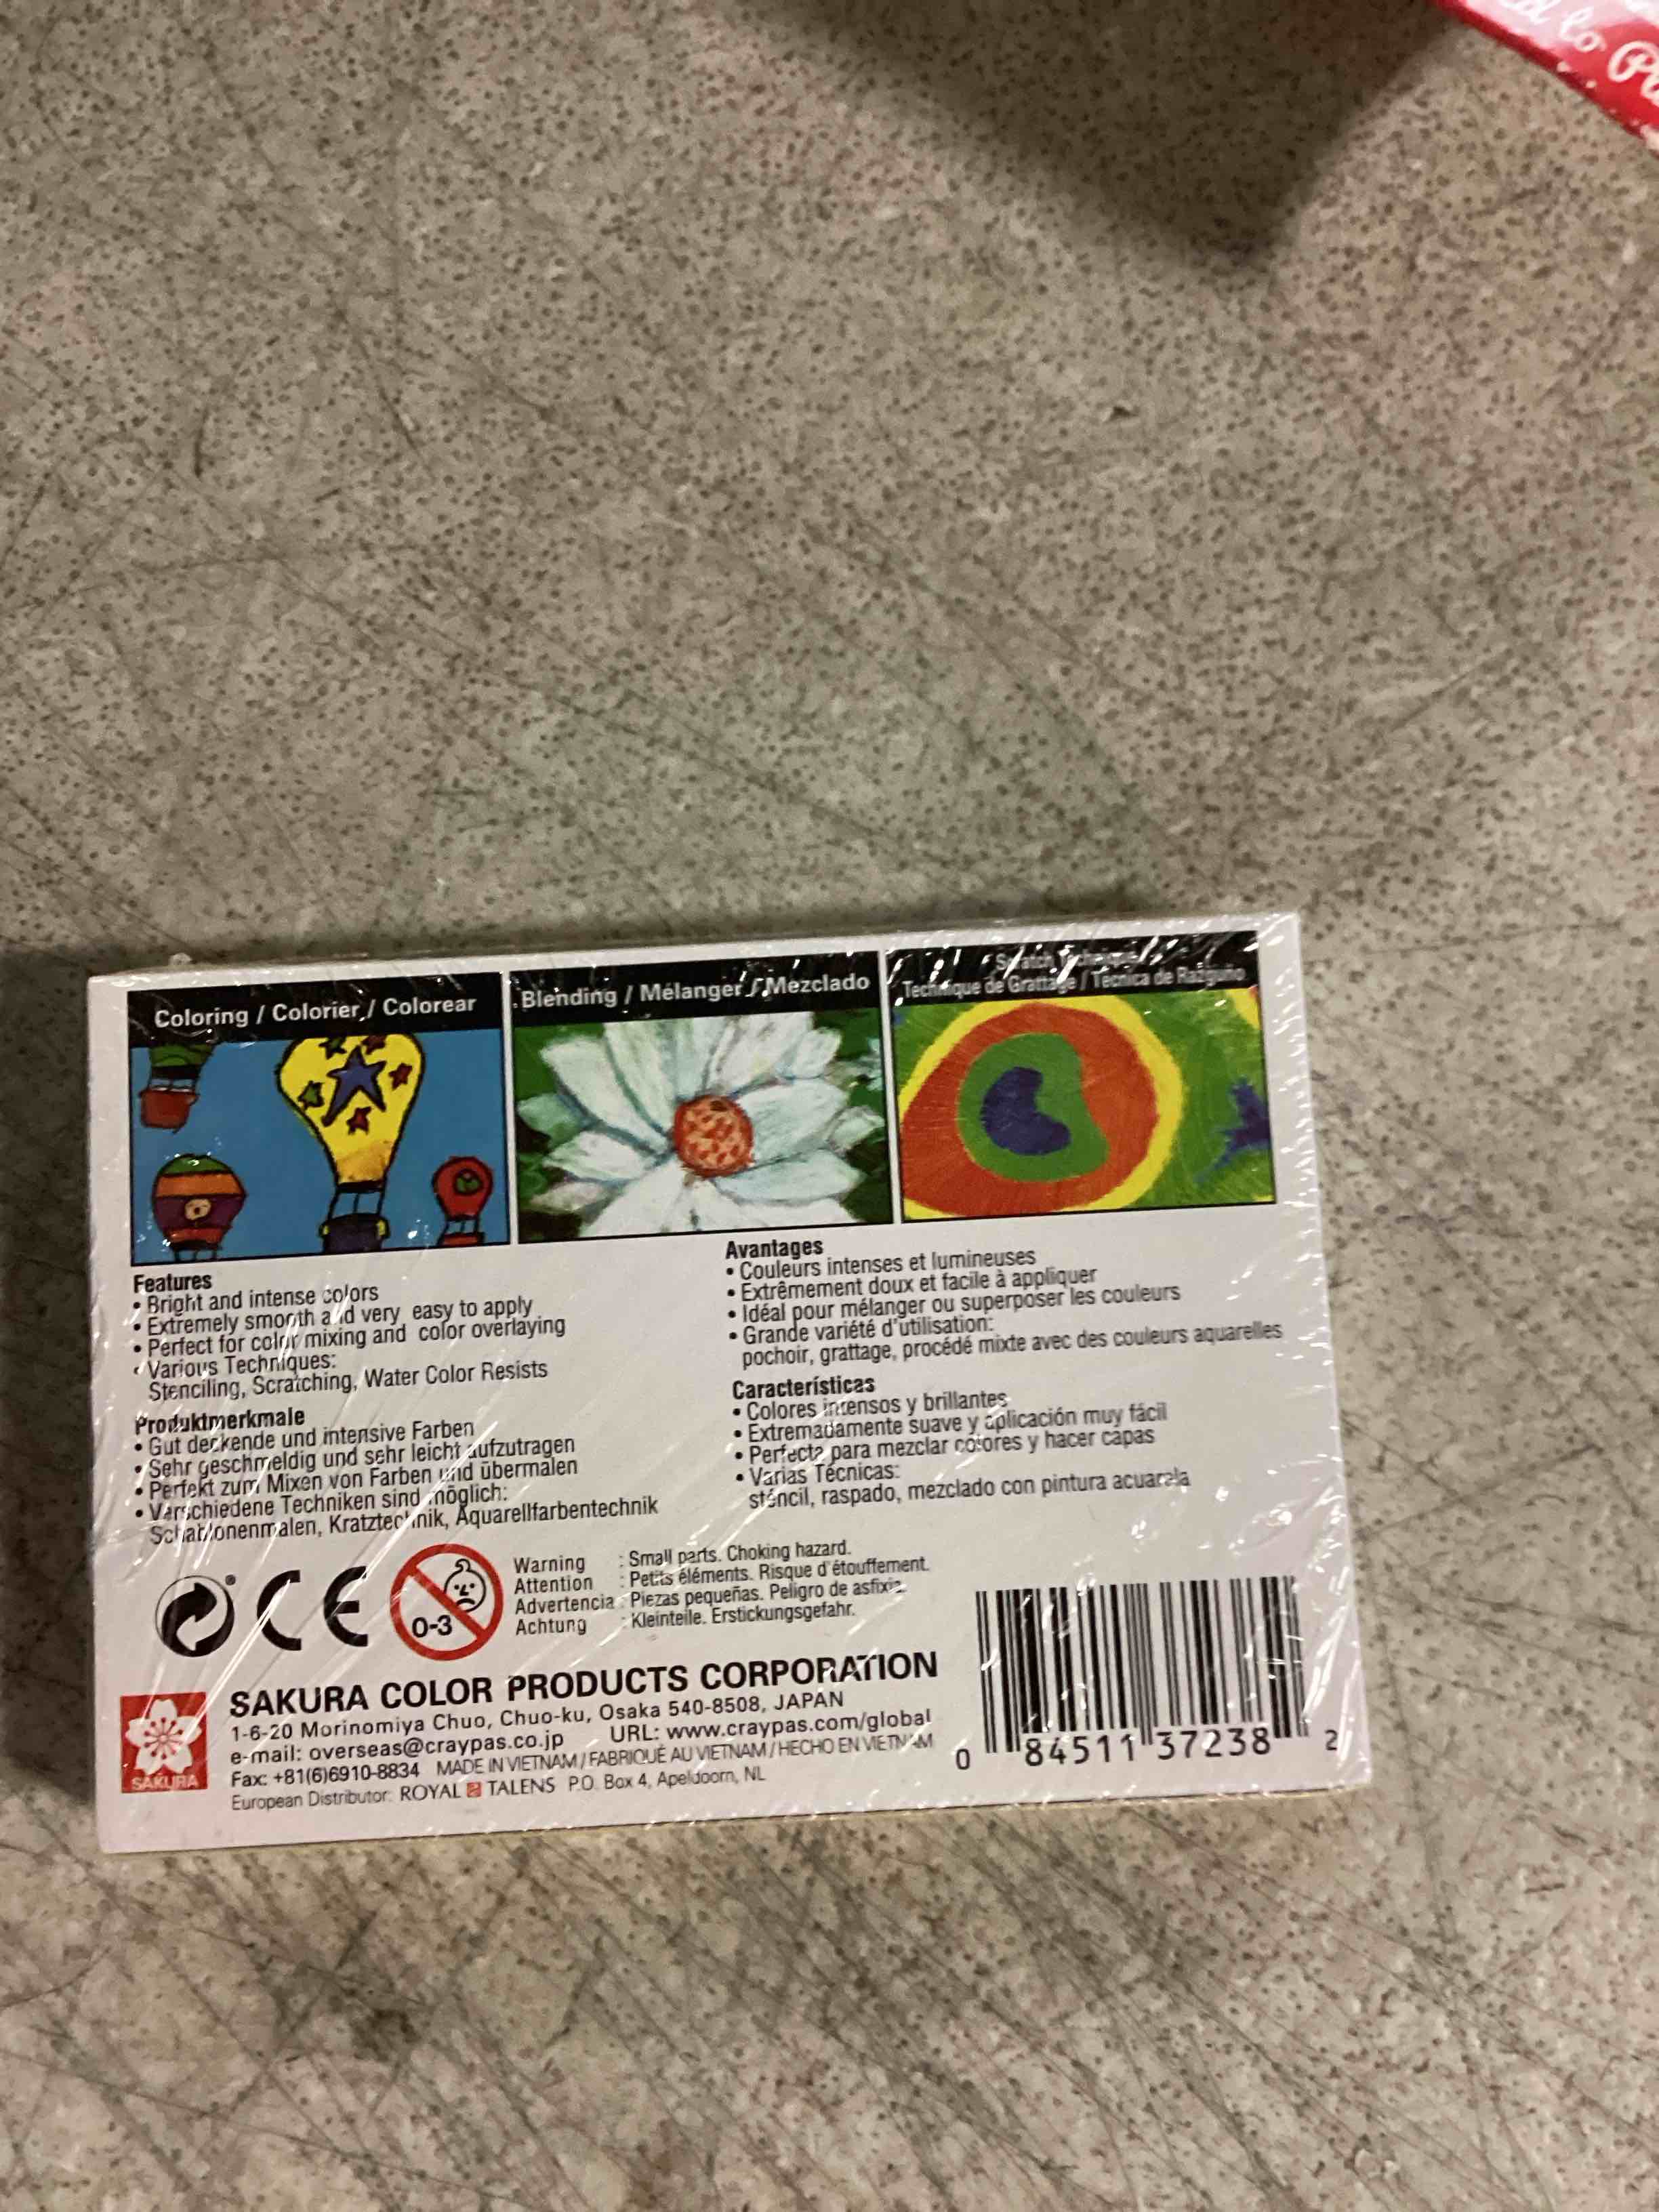 Coloring / Colorier / Colorear
Blending / Mélanger / Mezclado
Scratch Technique /
Technique de Grattage / Técnica de Razguño
Features
• Bright and intense colors
• Extremely smooth and very easy to apply
• Perfect for color mixing and color overlaying
• Various Techniques:
Stenciling, Scratching, Water Color Resists
Produktmerkmale
• Gut deckende und intensive Farben
• Sehr geschmeldig und sehr leicht aufzutragen
• Perfekt zum Mixen von Farben und übermalen
• Verschiedene Techniken sind möglich:
Schablonenmalen, Kratztechnik, Aquarellfarbentechnik
Avantages
• Couleurs intenses et lumineuses
• Extrêmement doux et facile à appliquer
• Idéal pour mélanger ou superposer les couleurs
• Grande variété d'utilisation:
pochoir, grattage, procédé mixte avec des couleurs aquarelles
Características
• Colores intensos y brillantes
• Extremadamente suave y aplicación muy fácil
• Perfecta para mezclar colores y hacer capas
• Varias Técnicas:
sténcil, raspado, mezclado con pintura acuarela
CE
0-3
Warning : Small parts. Choking hazard.
Attention : Petits éléments. Risque d'étouffement.
Advertencia : Piezas pequeñas. Peligro de asfixia.
Achtung : Kleinteile. Erstickungsgefahr.
SAKURA
SAKURA COLOR PRODUCTS CORPORATION
1-6-20 Morinomiya Chuo, Chuo-ku, Osaka 540-8508, JAPAN
e-mail: overseas@craypas.co.jp URL: www.craypas.com/global
Fax: +81(6)6910-8834 MADE IN VIETNAM / FABRIQUÉ AU VIETNAM / HECHO EN VIETNAM
European Distributor: ROYAL TALENS P.O. Box 4, Apeldoorn, NL
0 84511 37238 2